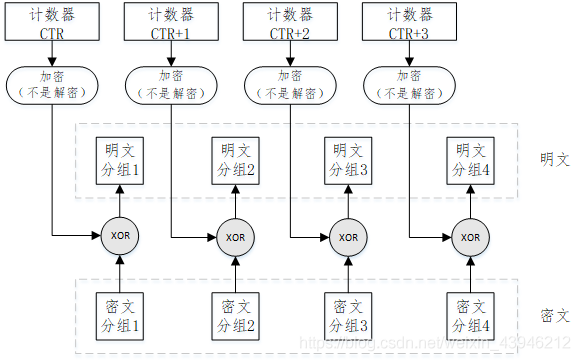 计数器 计数器 计数器 计数器
CTR CTR+1 CTR+2 CTR+3
加密 加密 加密 加密
（不是解密） （不是解密） （不是解密） （不是解密）
明文 明文 明文 明文
分组1 分组2 分组3 分组4
明文
XOR XOR XOR XOR
密文 密文 密文 密文
分组1 分组2 分组3 分组4
密文
https://blog.csdn.net/weixin_43946212